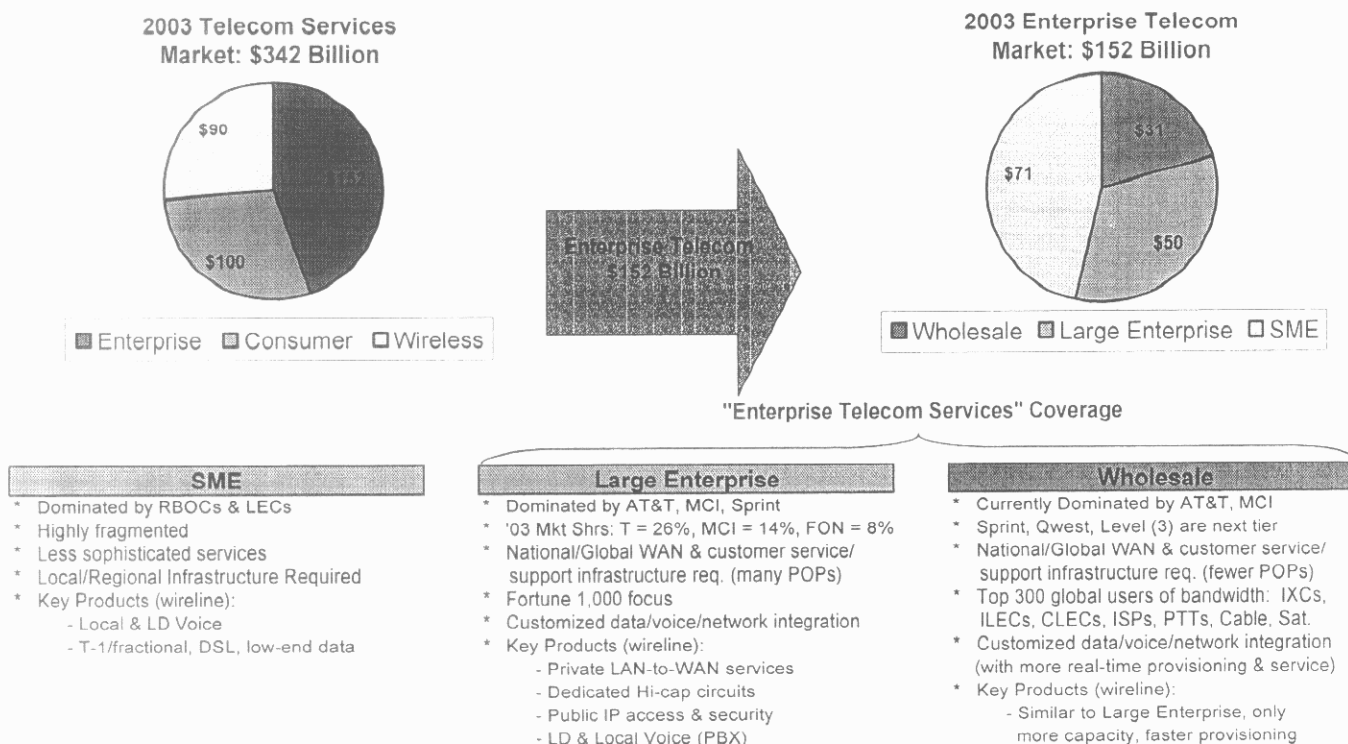 2003 Telecom Services
Market: $342 Billion
$90
$152
$100
Enterprise Consumer Wireless
Enterprise Telecom
$152 Billion
2003 Enterprise Telecom
Market: $152 Billion
$31
$71
$50
Wholesale Large Enterprise SME
"Enterprise Telecom Services" Coverage
SME
* Dominated by RBOCs & LECs
* Highly fragmented
* Less sophisticated services
* Local/Regional Infrastructure Required
* Key Products (wireline):
- Local & LD Voice
- T-1/fractional, DSL, low-end data
Large Enterprise
* Dominated by AT&T, MCI, Sprint
* '03 Mkt Shrs: T = 26%, MCI = 14%, FON = 8%
* National/Global WAN & customer service/
support infrastructure req. (many POPs)
* Fortune 1,000 focus
* Customized data/voice/network integration
* Key Products (wireline):
- Private LAN-to-WAN services
- Dedicated Hi-cap circuits
- Public IP access & security
- LD & Local Voice (PBX)
Wholesale
* Currently Dominated by AT&T, MCI
* Sprint, Qwest, Level (3) are next tier
* National/Global WAN & customer service/
support infrastructure req. (fewer POPs)
* Top 300 global users of bandwidth: IXCs,
ILECs, CLECs, ISPs, PTTs, Cable, Sat.
* Customized data/voice/network integration
(with more real-time provisioning & service)
* Key Products (wireline):
- Similar to Large Enterprise, only
more capacity, faster provisioning